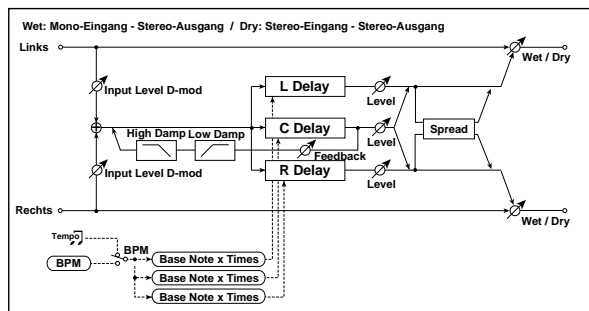 Wet: Mono-Eingang - Stereo-Ausgang / Dry: Stereo-Eingang - Stereo-Ausgang
Links
Wet / Dry
Input Level D-mod
L Delay
Level
High Damp
Low Damp
C Delay
Level
Spread
Feedback
Input Level D-mod
R Delay
Level
Rechts
Wet / Dry
Tempo
BPM
BPM
Base Note x Times
Base Note x Times
Base Note x Times